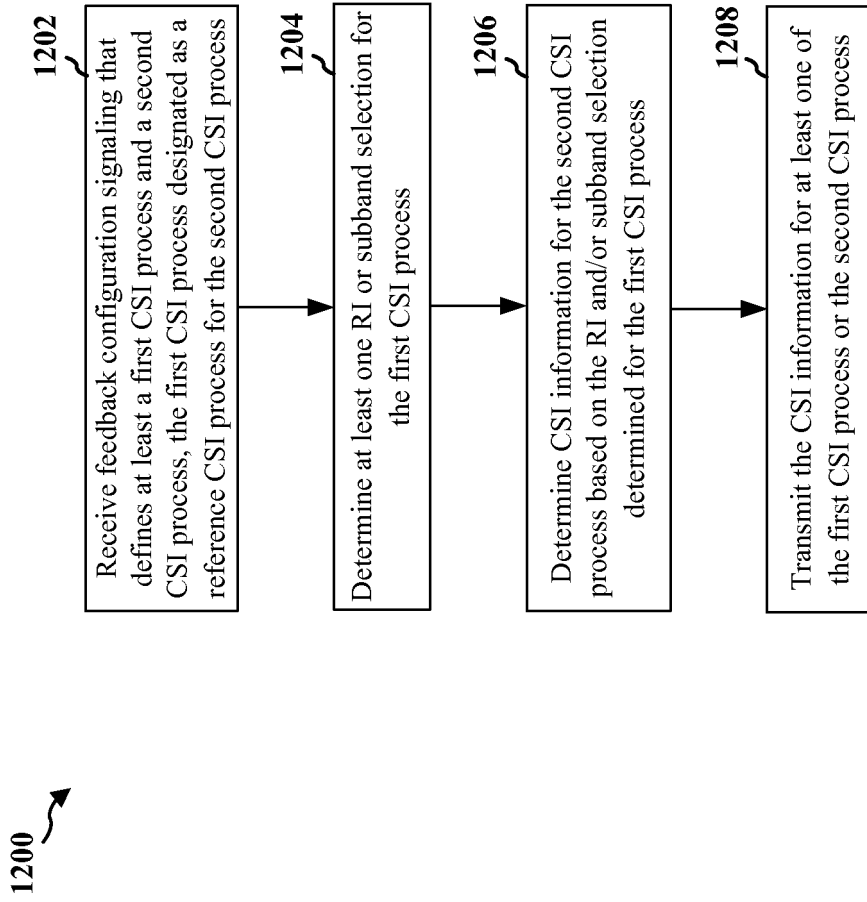 1200
1202
Receive feedback configuration signaling that
defines at least a first CSI process and a second
CSI process, the first CSI process designated as a
reference CSI process for the second CSI process
1204
Determine at least one RI or subband selection for
the first CSI process
1206
Determine CSI information for the second CSI
process based on the RI and/or subband selection
determined for the first CSI process
1208
Transmit the CSI information for at least one of
the first CSI process or the second CSI process